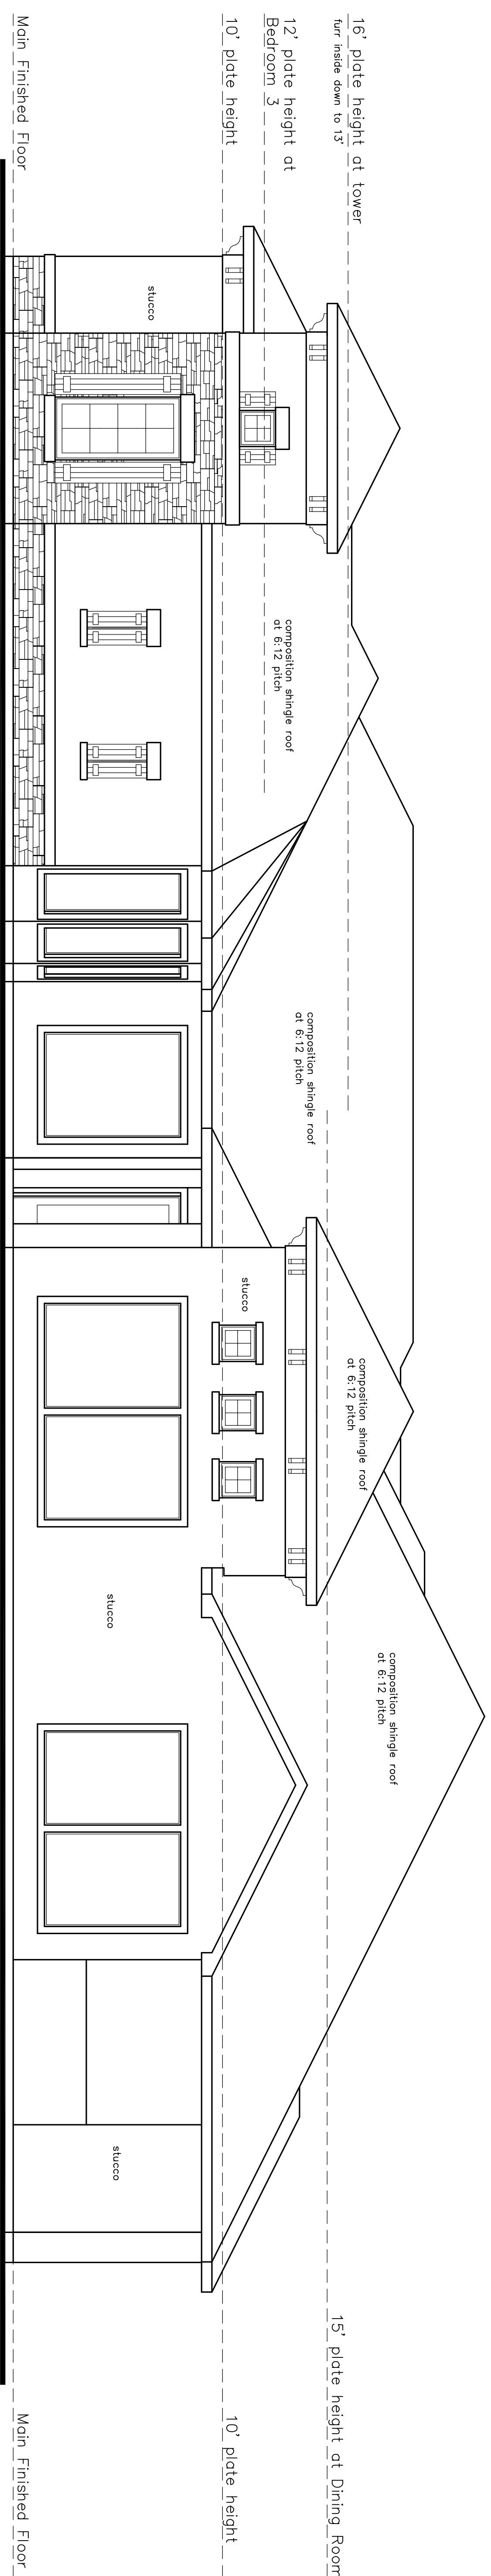 16' plate height at tower
furr inside down to 13'
12' plate height at
Bedroom 3
10' plate height
Main Finished Floor
stucco
composition shingle roof
at 6:12 pitch
composition shingle roof
at 6:12 pitch
stucco
composition shingle roof
at 6:12 pitch
stucco
composition shingle roof
at 6:12 pitch
stucco
15' plate height at Dining Room
10' plate height
Main Finished Floor